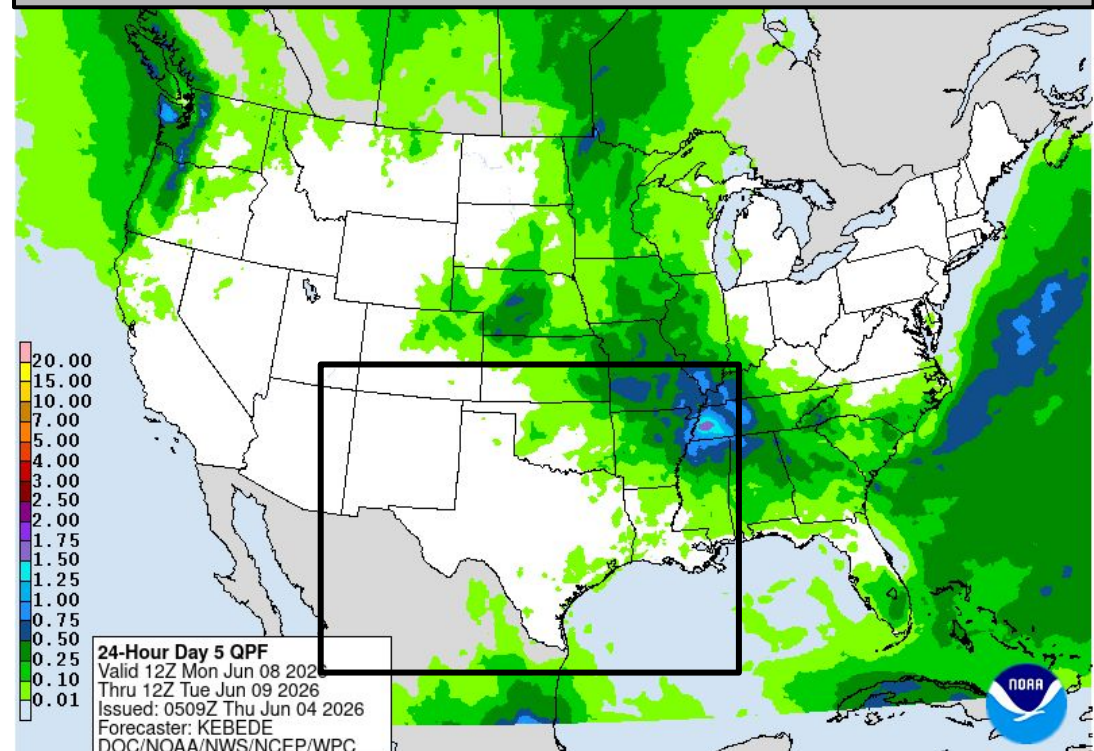 20.00
15.00
10.00
7.00
5.00
4.00
3.00
2.50
2.00
1.75
1.50
1.25
1.00
0.75
0.50
0.25
0.10
0.01
24-Hour Day 5 QPF
Valid 12Z Mon Jun 08 2026
Thru 12Z Tue Jun 09 2026
Issued: 0509Z Thu Jun 04 2026
Forecaster: KEBEDE
DOC/NOAA/NWS/NCEP/WPC
NOAA